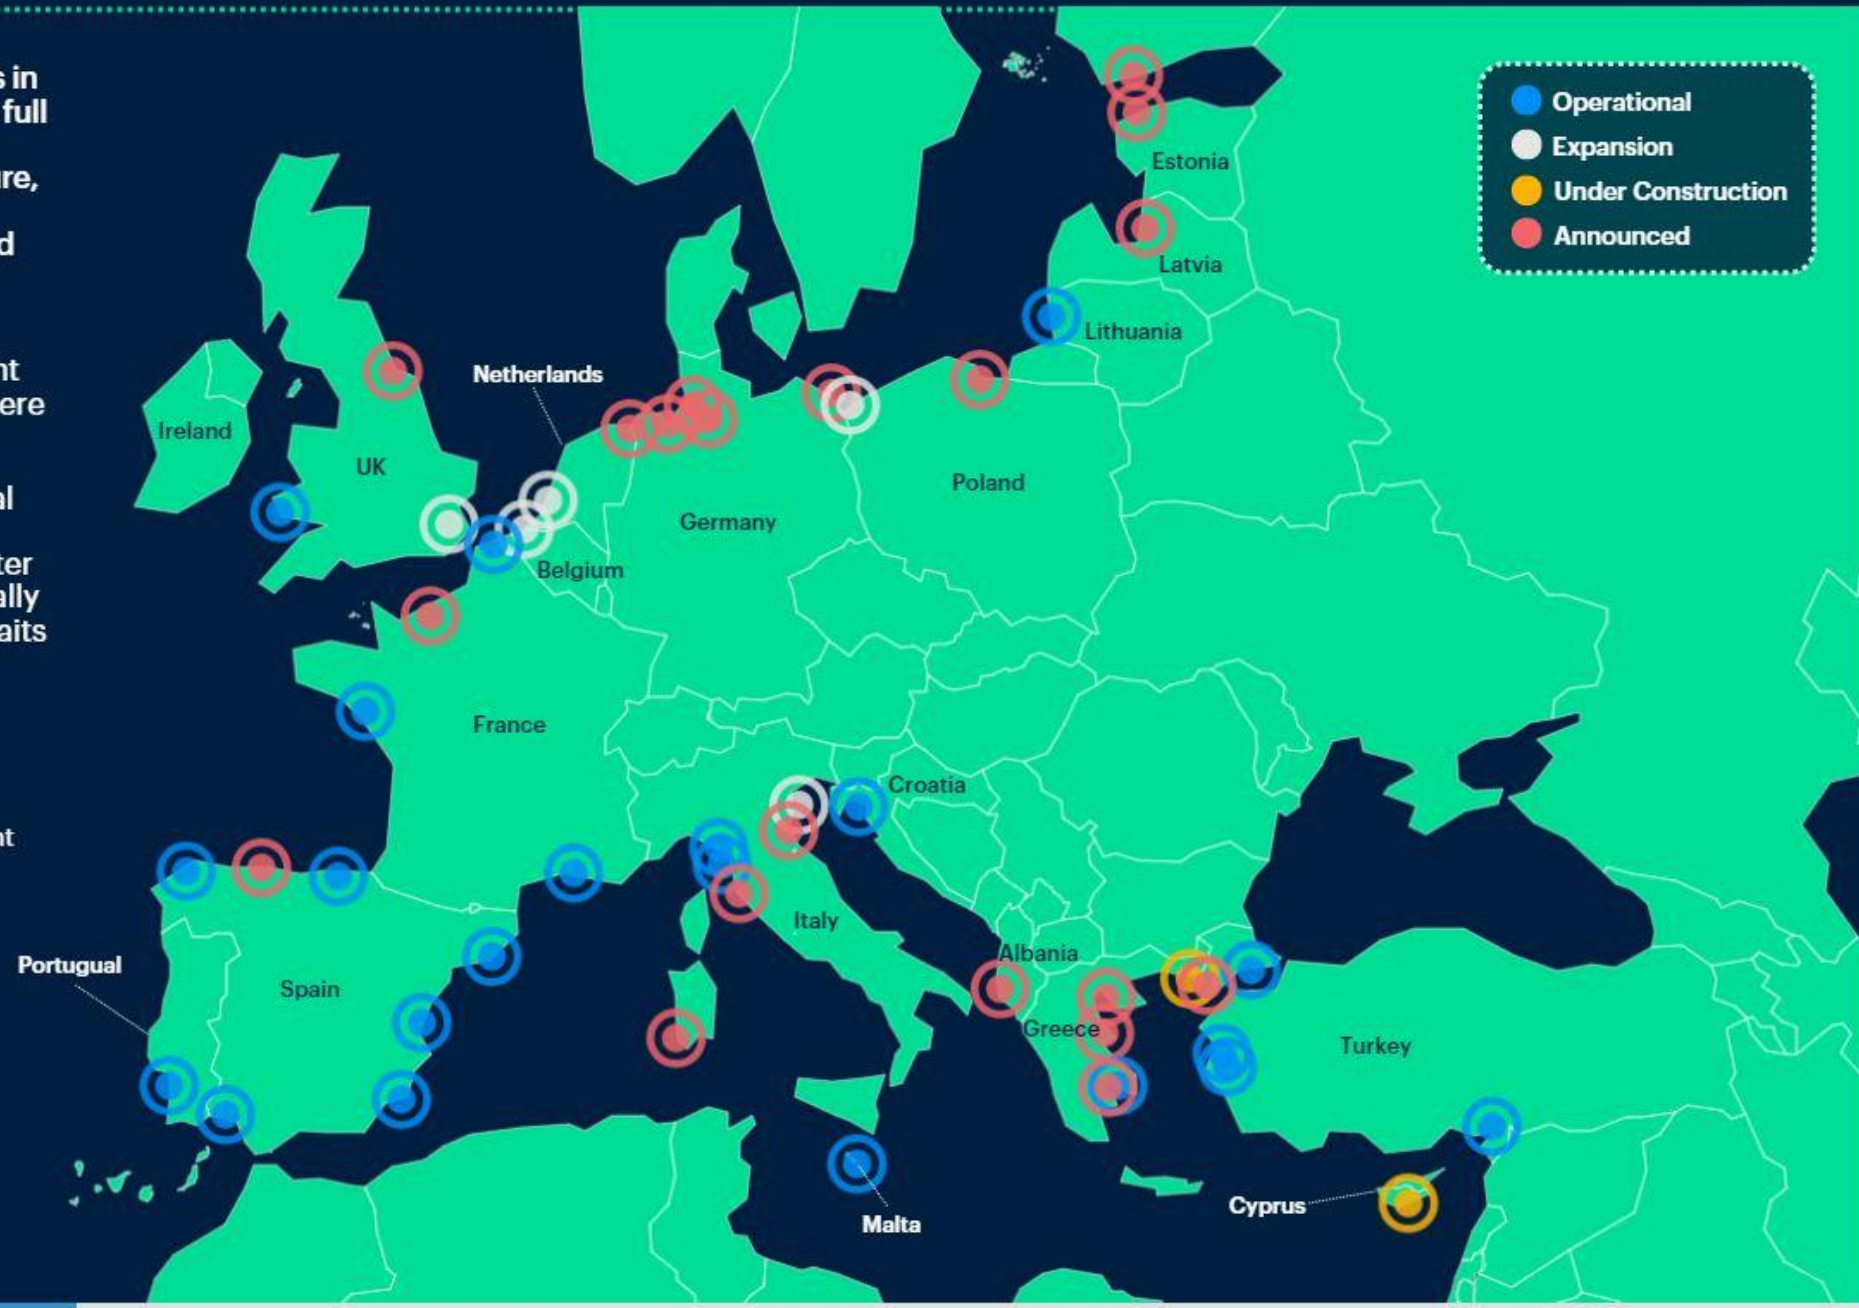 s in
full
re,
d
nt
ere
al
ter
ally
aits
nt
Operational
Expansion
Under Construction
Announced
Estonia
Latvia
Lithuania
Netherlands
Ireland
UK
Poland
Germany
Belgium
France
Croatia
Italy
Albania
Portugual
Spain
Greece
Turkey
Cyprus
Malta